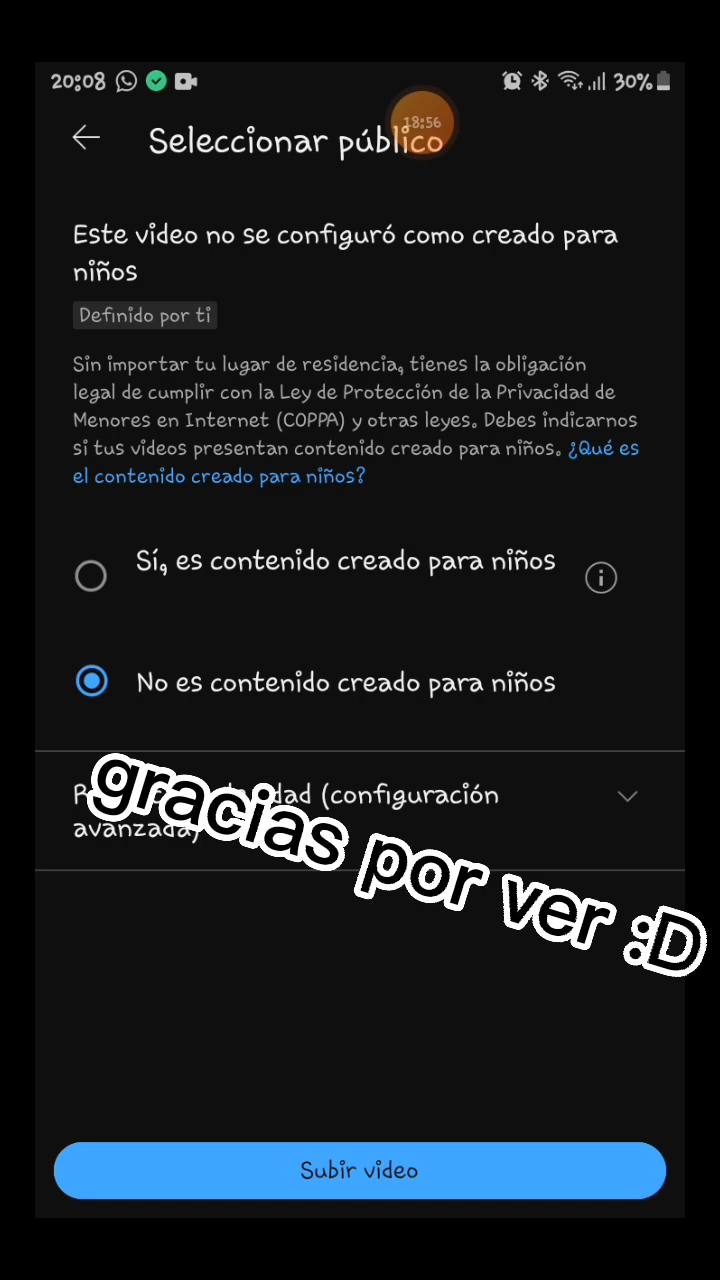 20:08 30%
18:56
Seleccionar público
Este video no se configuró como creado para
niños
Definido por ti
Sin importar tu lugar de residencia, tienes la obligación
legal de cumplir con la Ley de Protección de la Privacidad de
Menores en Internet (COPPA) y otras leyes. Debes indicarnos
si tus videos presentan contenido creado para niños. ¿Qué es
el contenido creado para niños?
Sí, es contenido creado para niños
No es contenido creado para niños
(configuración
avanzada)
gracias por ver :D
Subir video